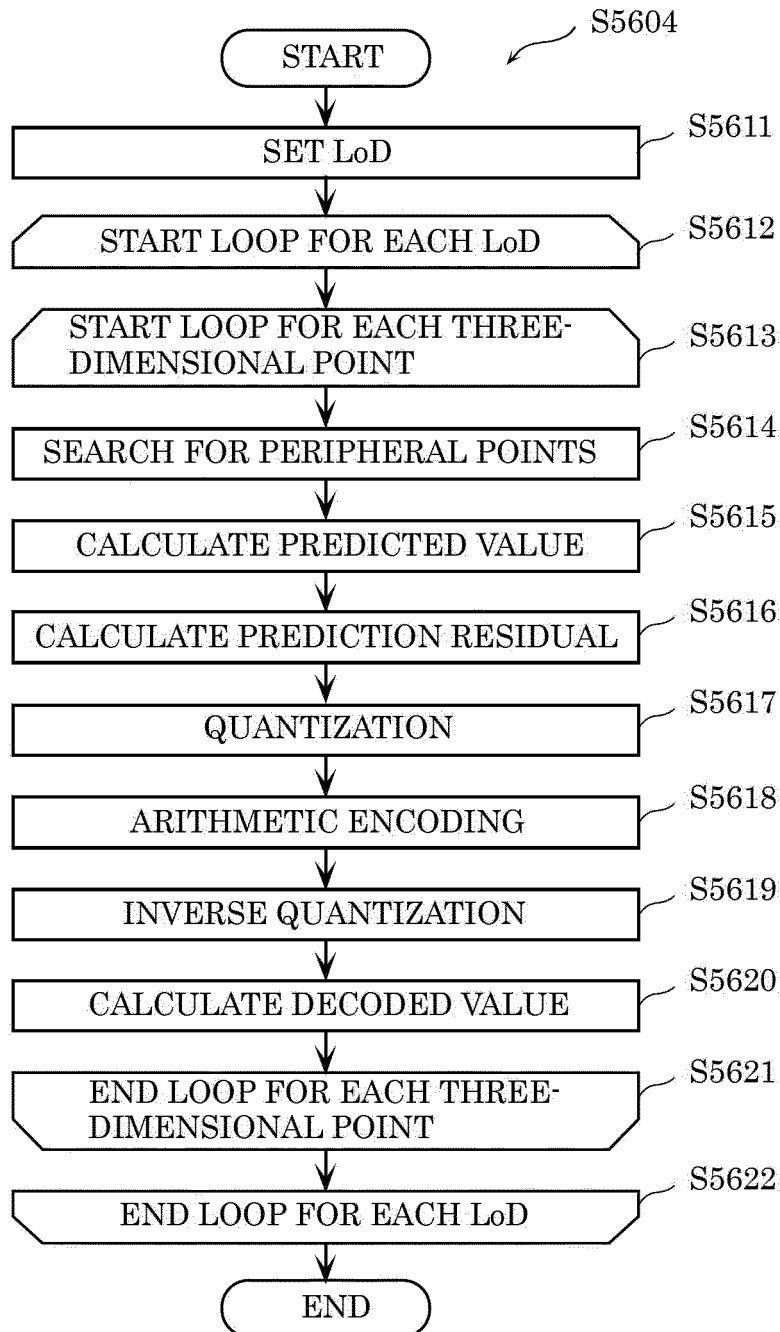 S5604
START
SET LoD
S5611
START LOOP FOR EACH LoD
S5612
START LOOP FOR EACH THREE-
DIMENSIONAL POINT
S5613
SEARCH FOR PERIPHERAL POINTS
S5614
CALCULATE PREDICTED VALUE
S5615
CALCULATE PREDICTION RESIDUAL
S5616
QUANTIZATION
S5617
ARITHMETIC ENCODING
S5618
INVERSE QUANTIZATION
S5619
CALCULATE DECODED VALUE
S5620
END LOOP FOR EACH THREE-
DIMENSIONAL POINT
S5621
END LOOP FOR EACH LoD
S5622
END